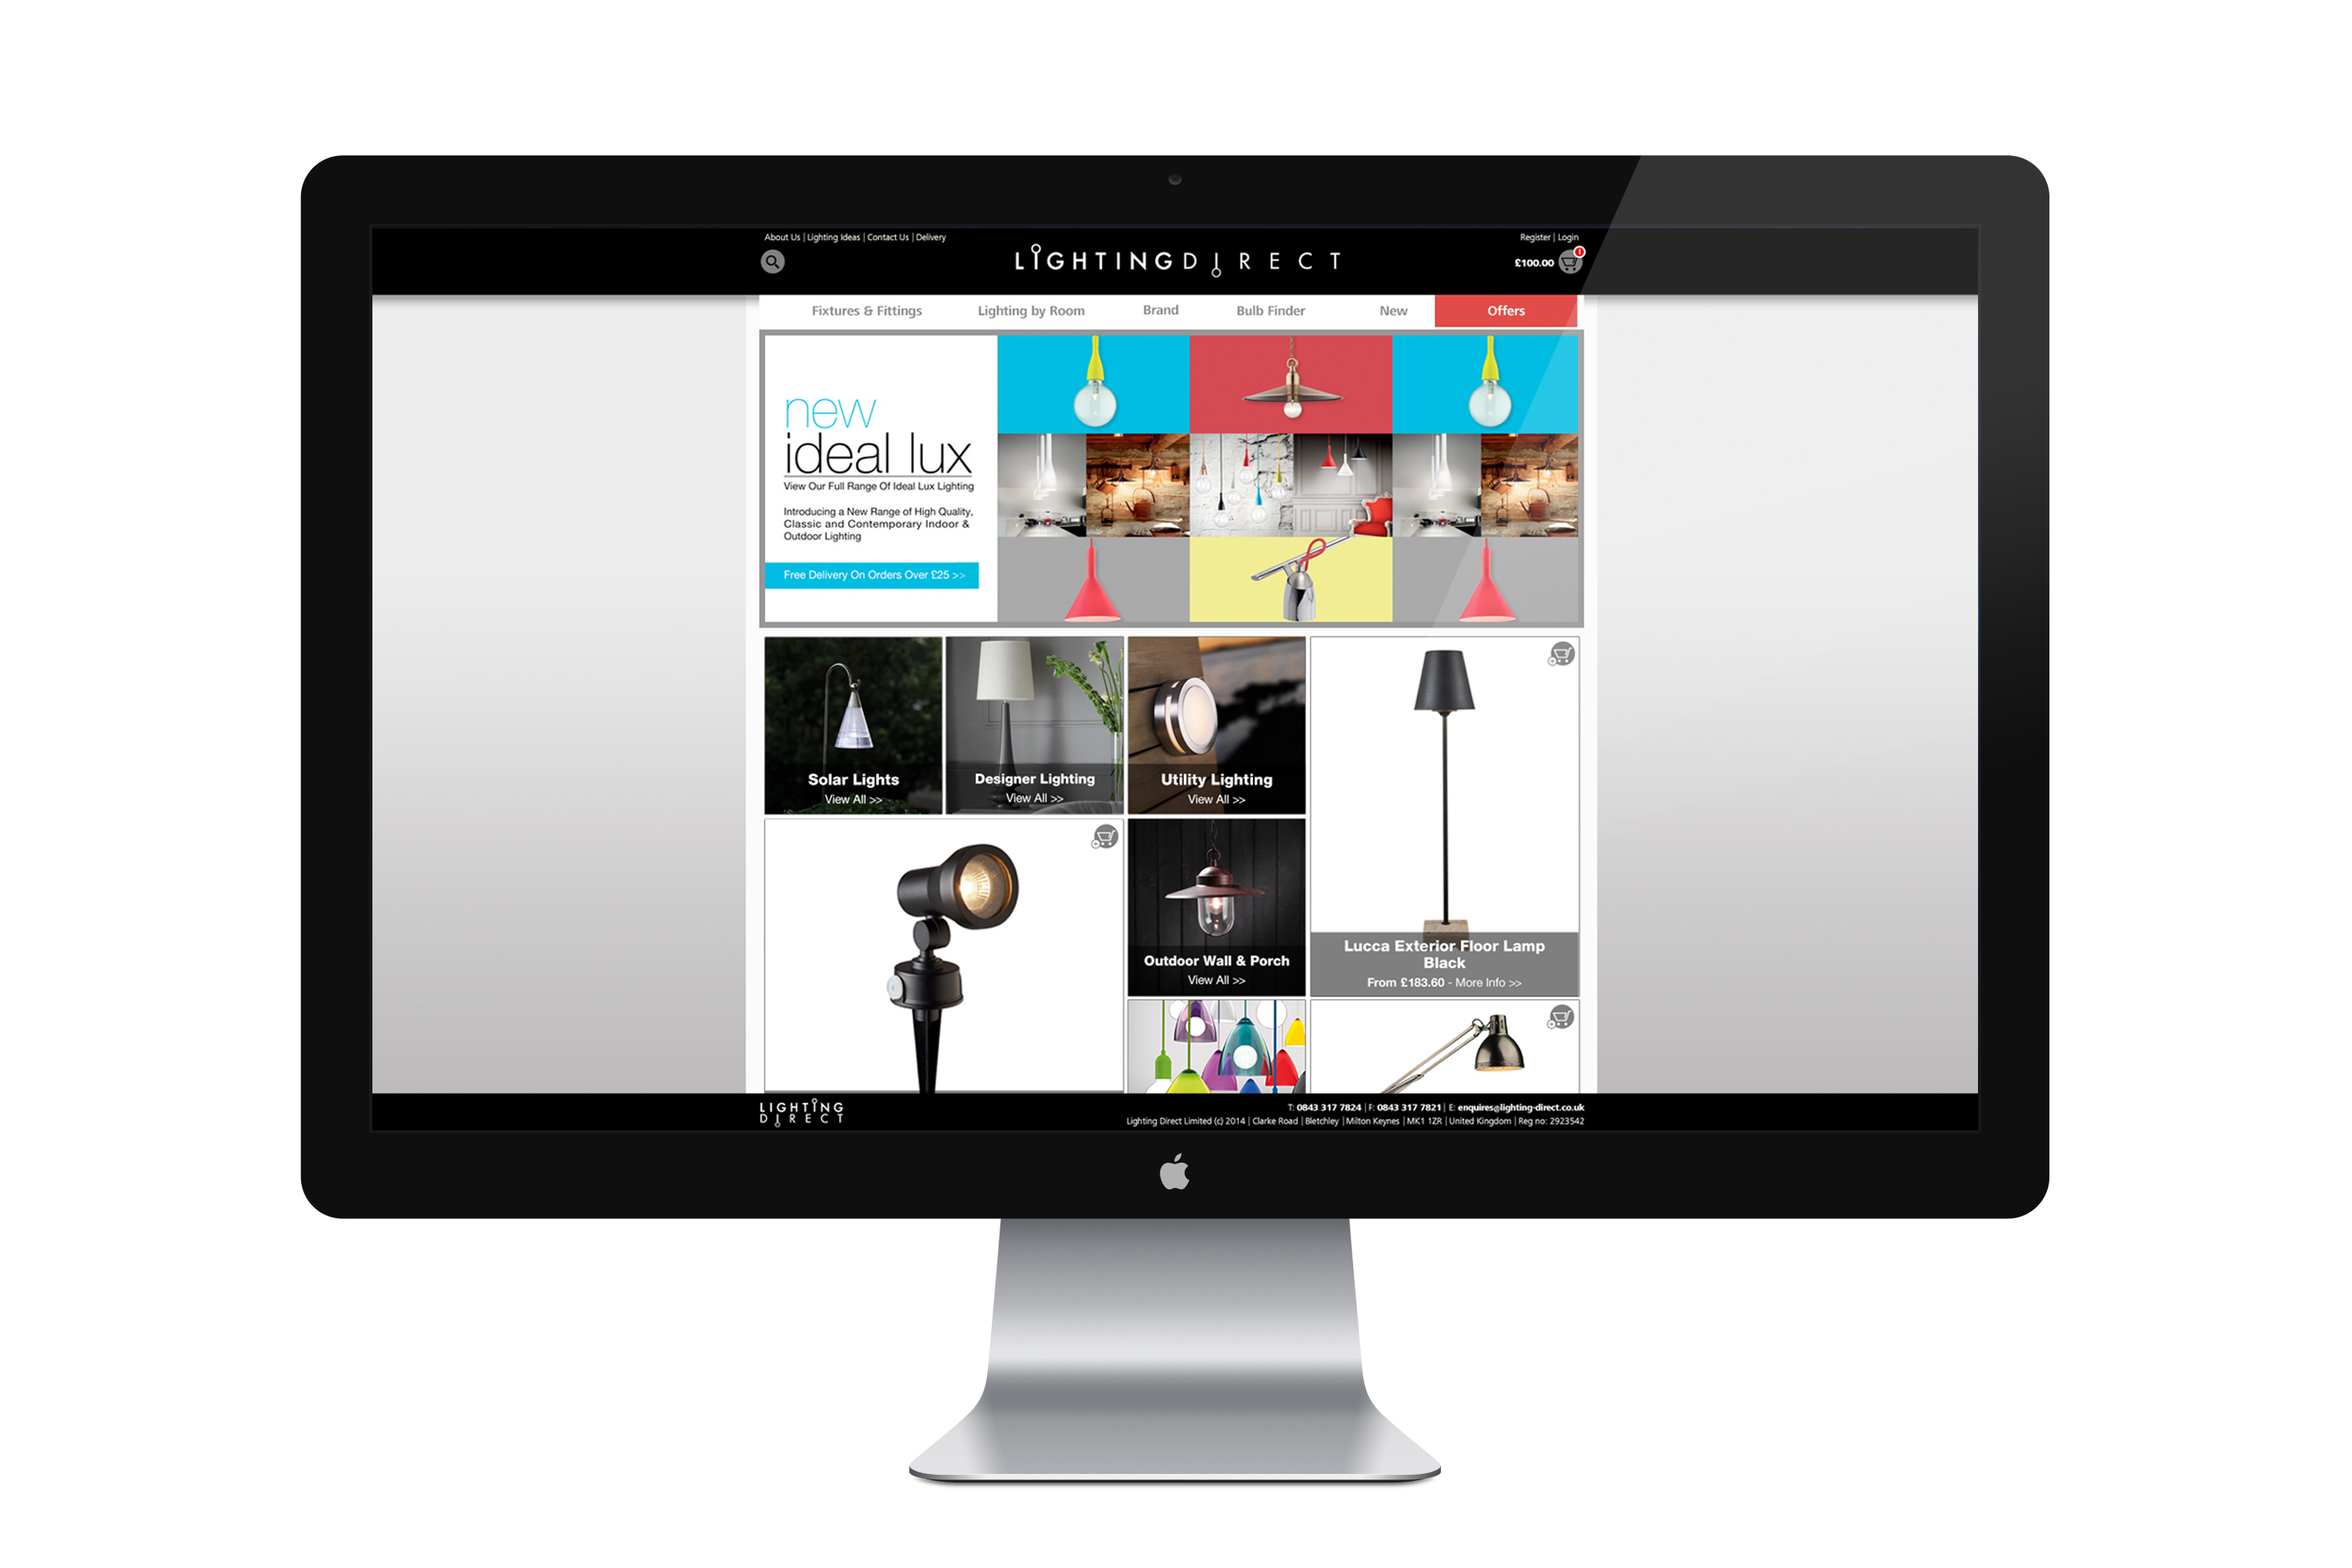 About Us | Lighting Ideas | Contact Us | Delivery
Register | Login
LIGHTINGDIRECT
£100.00
1
Fixtures & Fittings
Lighting by Room
Brand
Bulb Finder
New
Offers
new
ideal lux
View Our Full Range Of Ideal Lux Lighting
Introducing a New Range of High Quality,
Classic and Contemporary Indoor &
Outdoor Lighting
Free Delivery On Orders Over £25 >>
Solar Lights
View All >>
Designer Lighting
View All >>
Utility Lighting
View All >>
Outdoor Wall & Porch
View All >>
Lucca Exterior Floor Lamp
Black
From £183.60 - More Info >>
LIGHTING
DIRECT
T: 0843 317 7824 | F: 0843 317 7821 | E: enquires@lighting-direct.co.uk
Lighting Direct Limited (c) 2014 | Clarke Road | Bletchley | Milton Keynes | MK1 1ZR | United Kingdom | Reg no: 2923542